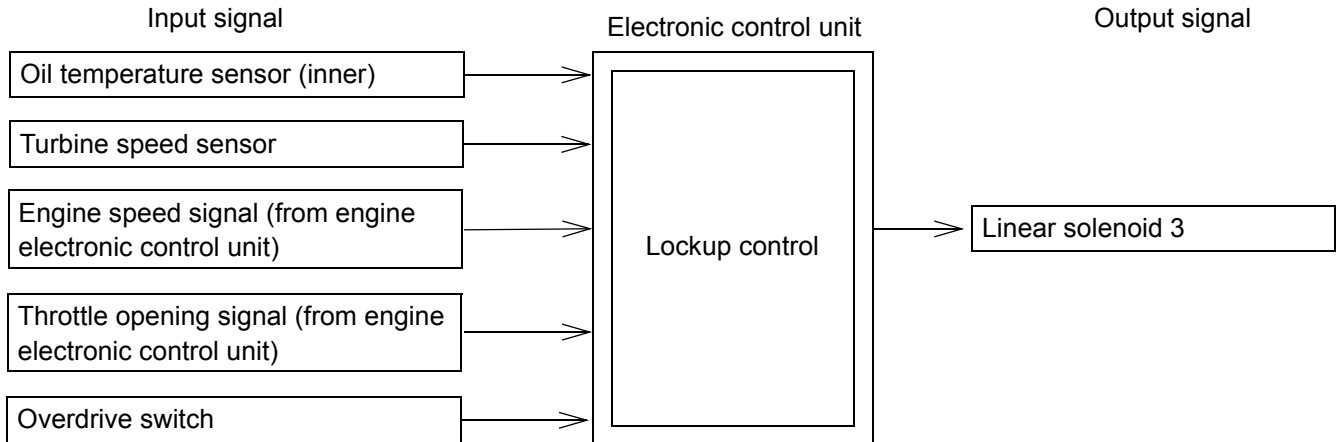 Input signal
Electronic control unit
Output signal
Oil temperature sensor (inner)
Turbine speed sensor
Engine speed signal (from engine
electronic control unit)
Throttle opening signal (from engine
electronic control unit)
Overdrive switch
Lockup control
Linear solenoid 3